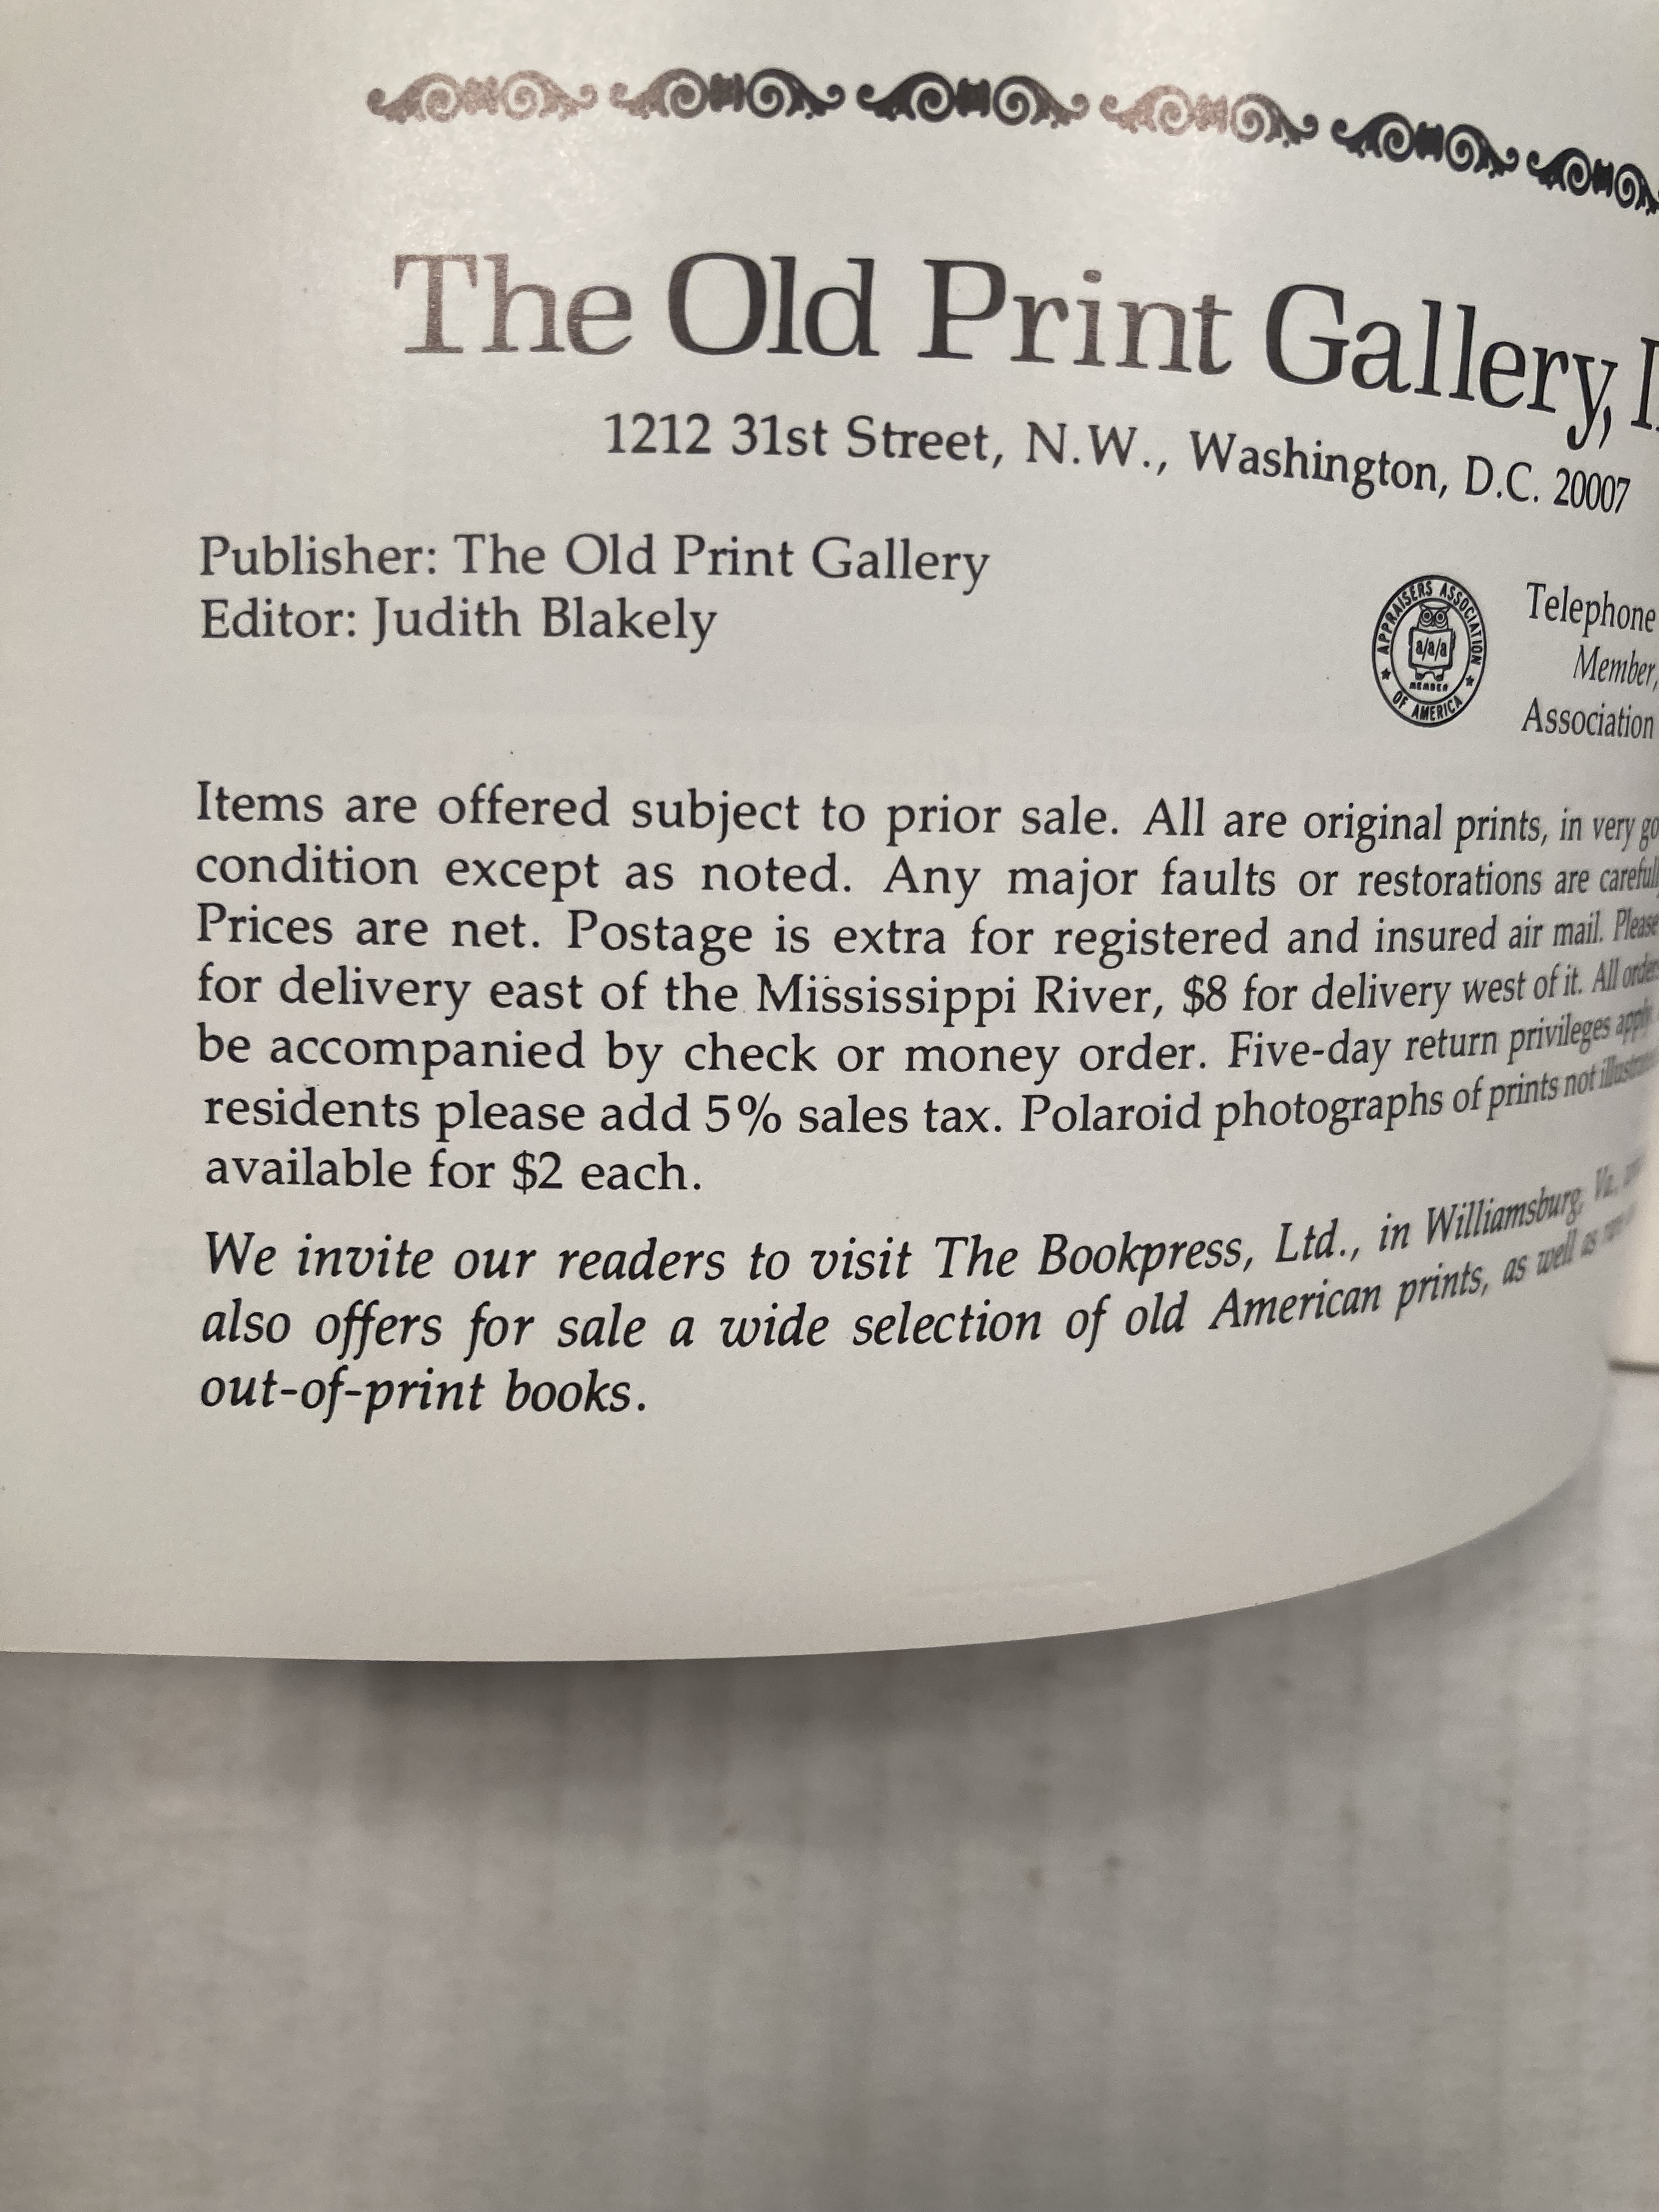 The Old Print Gallery,
1212 31st Street, N.W., Washington, D.C. 20007
Publisher: The Old Print Gallery
Editor: Judith Blakely
APPRAISERS ASSOCIATION
a/a/a
MEMBER
OF AMERICA
Telephone
Member,
Association
Items are offered subject to prior sale. All are original prints, in very
condition except as noted. Any major faults or restorations are
Prices are net. Postage is extra for registered and insured air mail. Please
for delivery east of the Mississippi River, $8 for delivery west of it. All
be accompanied by check or money order. Five-day return privileges apply
residents please add 5% sales tax. Polaroid photographs of prints not
available for $2 each.
We invite our readers to visit The Bookpress, Ltd., in Williamsburg, Va.,
also offers for sale a wide selection of old American prints, as well as
out-of-print books.